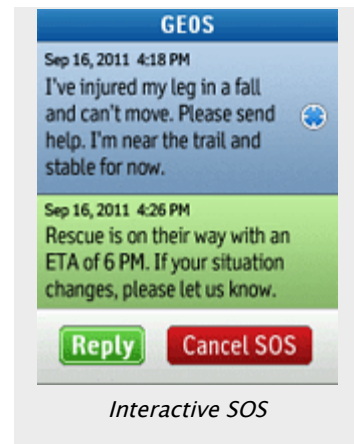 GEOS
Sep 16, 2011 4:18 PM
I've injured my leg in a fall
and can't move. Please send
help. I'm near the trail and
stable for now.
Sep 16, 2011 4:26 PM
Rescue is on their way with an
ETA of 6 PM. If your situation
changes, please let us know.
Reply
Cancel SOS
Interactive SOS